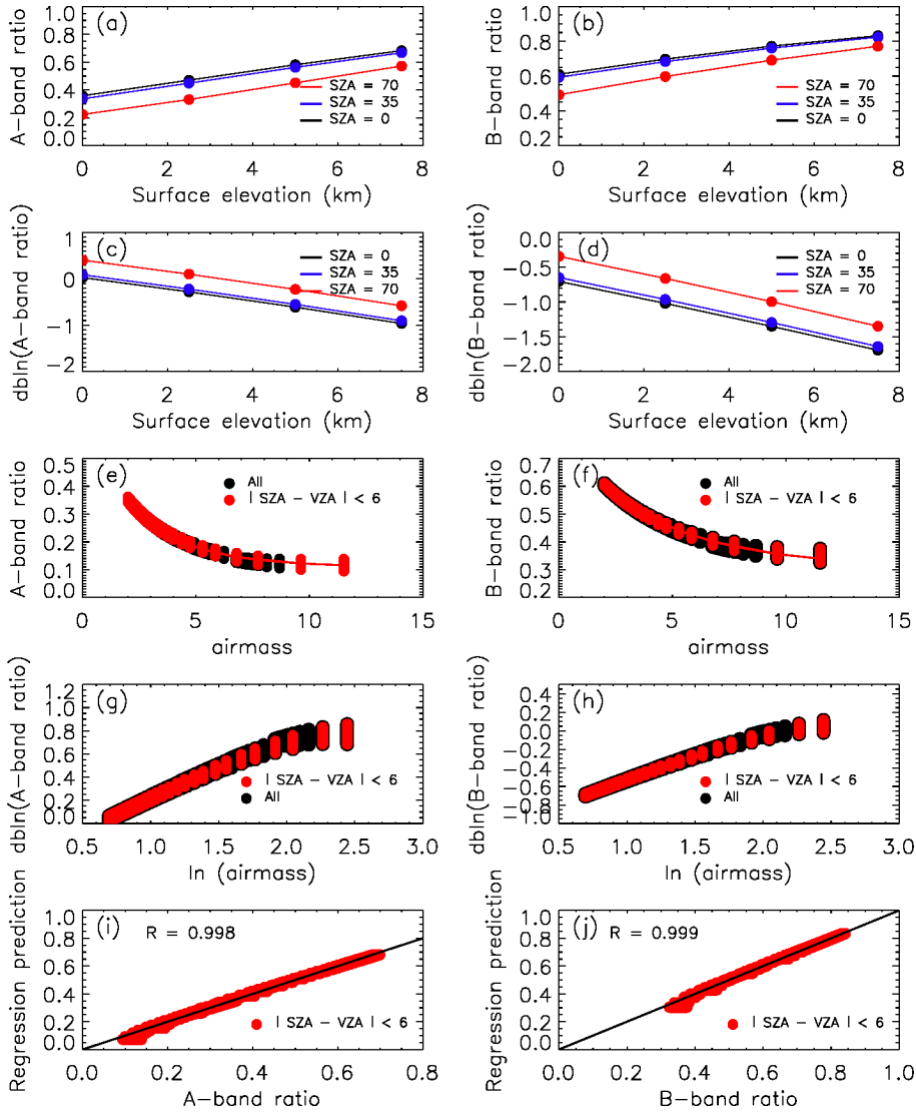 (a)
A-band ratio
1.0
0.8
0.6
0.4
0.2
0.0
SZA = 70
SZA = 35
SZA = 0
0 2 4 6 8
Surface elevation (km)
(b)
B-band ratio
1.0
0.8
0.6
0.4
0.2
SZA = 70
SZA = 35
SZA = 0
0 2 4 6 8
Surface elevation (km)
(c)
dbln(A-band ratio)
1
0
-1
-2
SZA = 0
SZA = 35
SZA = 70
0 2 4 6 8
Surface elevation (km)
(d)
dbln(B-band ratio)
0.0
-0.5
-1.0
-1.5
-2.0
SZA = 0
SZA = 35
SZA = 70
0 2 4 6 8
Surface elevation (km)
(e)
A-band ratio
0.5
0.4
0.3
0.2
0.1
0.0
All
| SZA - VZA | < 6
0 5 10 15
airmass
(f)
B-band ratio
0.7
0.6
0.5
0.4
0.3
0.2
All
| SZA - VZA | < 6
0 5 10 15
airmass
(g)
dbln(A-band ratio)
1.2
1.0
0.8
0.6
0.4
0.2
0.0
| SZA - VZA | < 6
All
0.5 1.0 1.5 2.0 2.5 3.0
ln (airmass)
(h)
dbln(B-band ratio)
0.4
0.2
0.0
-0.2
-0.4
-0.6
-0.8
-1.0
| SZA - VZA | < 6
All
0.5 1.0 1.5 2.0 2.5 3.0
ln (airmass)
(i)
R = 0.998
Regression prediction
1.0
0.8
0.6
0.4
0.2
0.0
| SZA - VZA | < 6
0.0 0.2 0.4 0.6 0.8
A-band ratio
(j)
R = 0.999
Regression prediction
1.0
0.8
0.6
0.4
0.2
0.0
| SZA - VZA | < 6
0.0 0.2 0.4 0.6 0.8 1.0
B-band ratio